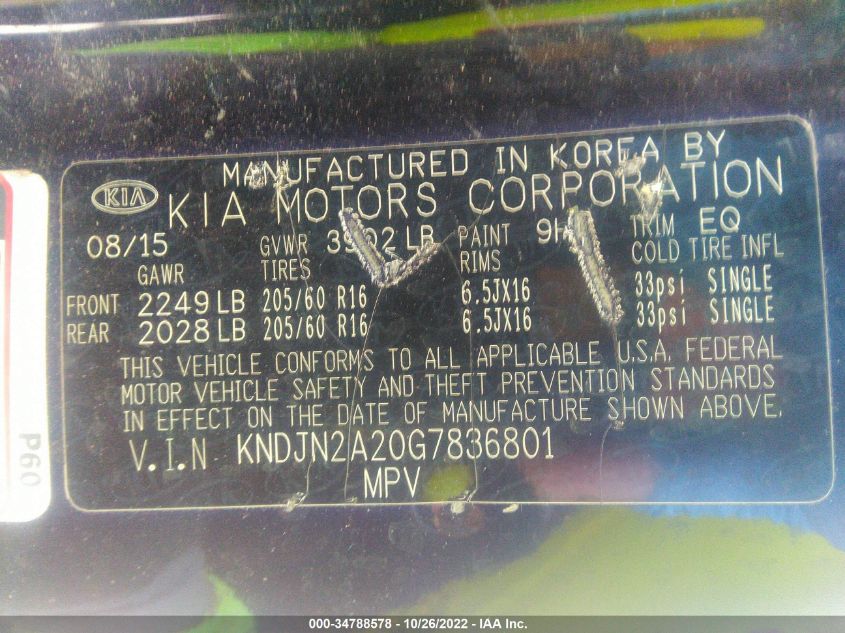 MANUFACTURED IN KOREA BY
KIA KIA MOTORS CORPORATION
08/15 GVWR LB PAINT TRIM EQ
GAWR TIRES RIMS COLD TIRE INFL
FRONT 2249 LB 205/60 R16 6.5JX16 33psi SINGLE
REAR 2028 LB 205/60 R16 6.5JX16 33psi SINGLE
THIS VEHICLE CONFORMS TO ALL APPLICABLE U.S.A. FEDERAL
MOTOR VEHICLE SAFETY AND THEFT PREVENTION STANDARDS
IN EFFECT ON THE DATE OF MANUFACTURE SHOWN ABOVE.
V.I.N KNDJN2A20G7836801
MPV
P60
000-34788578 - 10/26/2022 - IAA Inc.